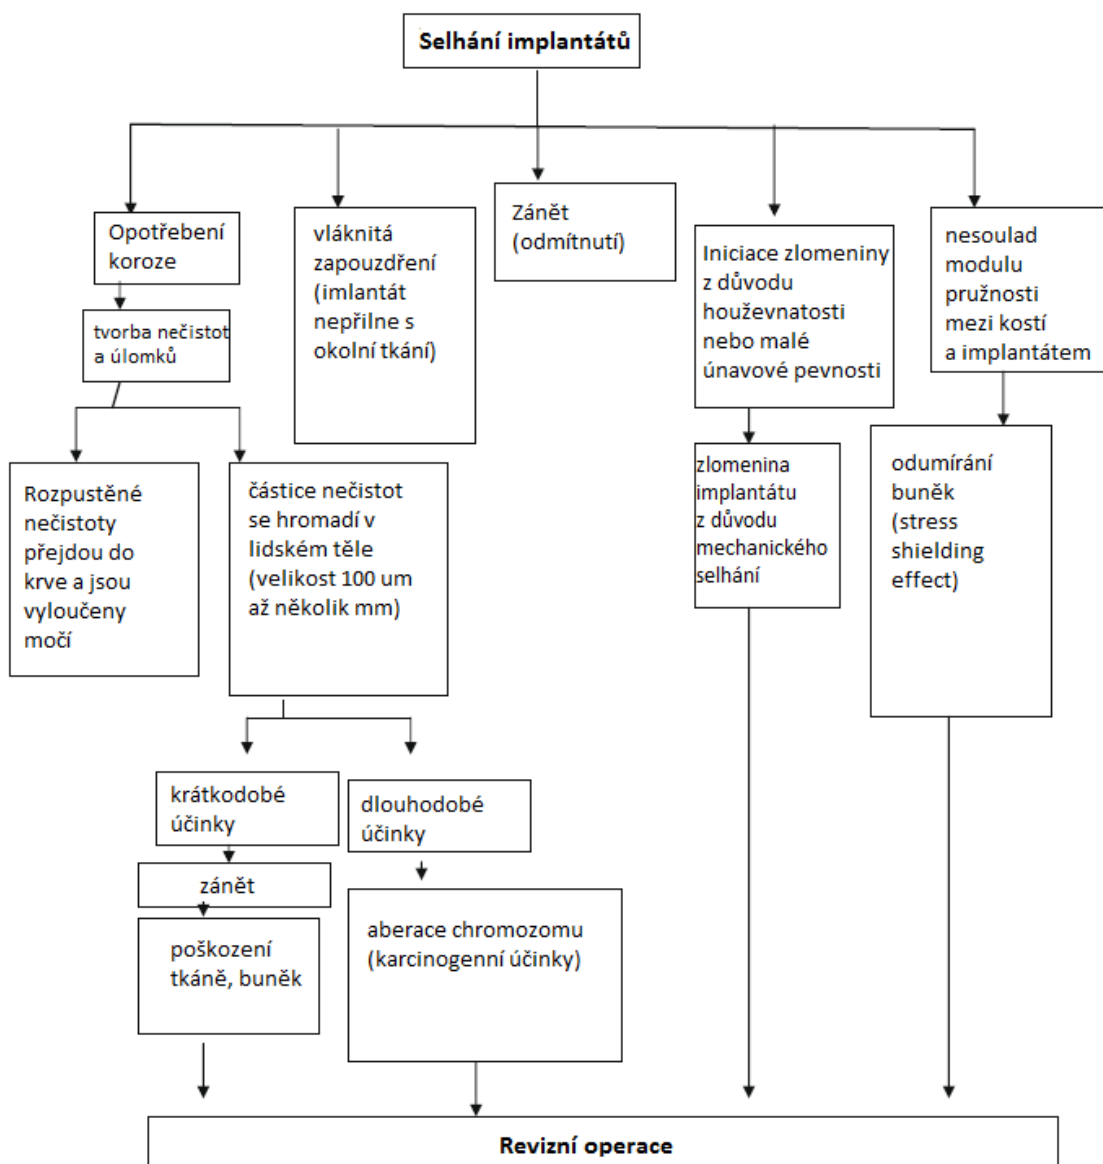 Selhání implantátů
Opotřebení
koroze
vláknitá
zapouzdření
(imlantát
nepřilne s
okolní tkání)
Zánět
(odmítnutí)
Iniciace zlomeniny
z důvodu
houževnatosti
nebo malé
únavové pevnosti
nesoulad
modulu
pružnosti
mezi kostí
a implantátem
tvorba nečistot
a úlomků
Rozpustěné
nečistoty
přejdou do
krve a jsou
vyloučeny
močí
částice nečistot
se hromadí v
lidském těle
(velikost 100 um
až několik mm)
zlomenina
implantátu
z důvodu
mechanického
selhání
odumírání
buněk
(stress
shielding
effect)
krátkodobé
účinky
dlouhodobé
účinky
zánět
poškození
tkáně, buněk
aberace chromozomu
(karcinogenní účinky)
Revizní operace